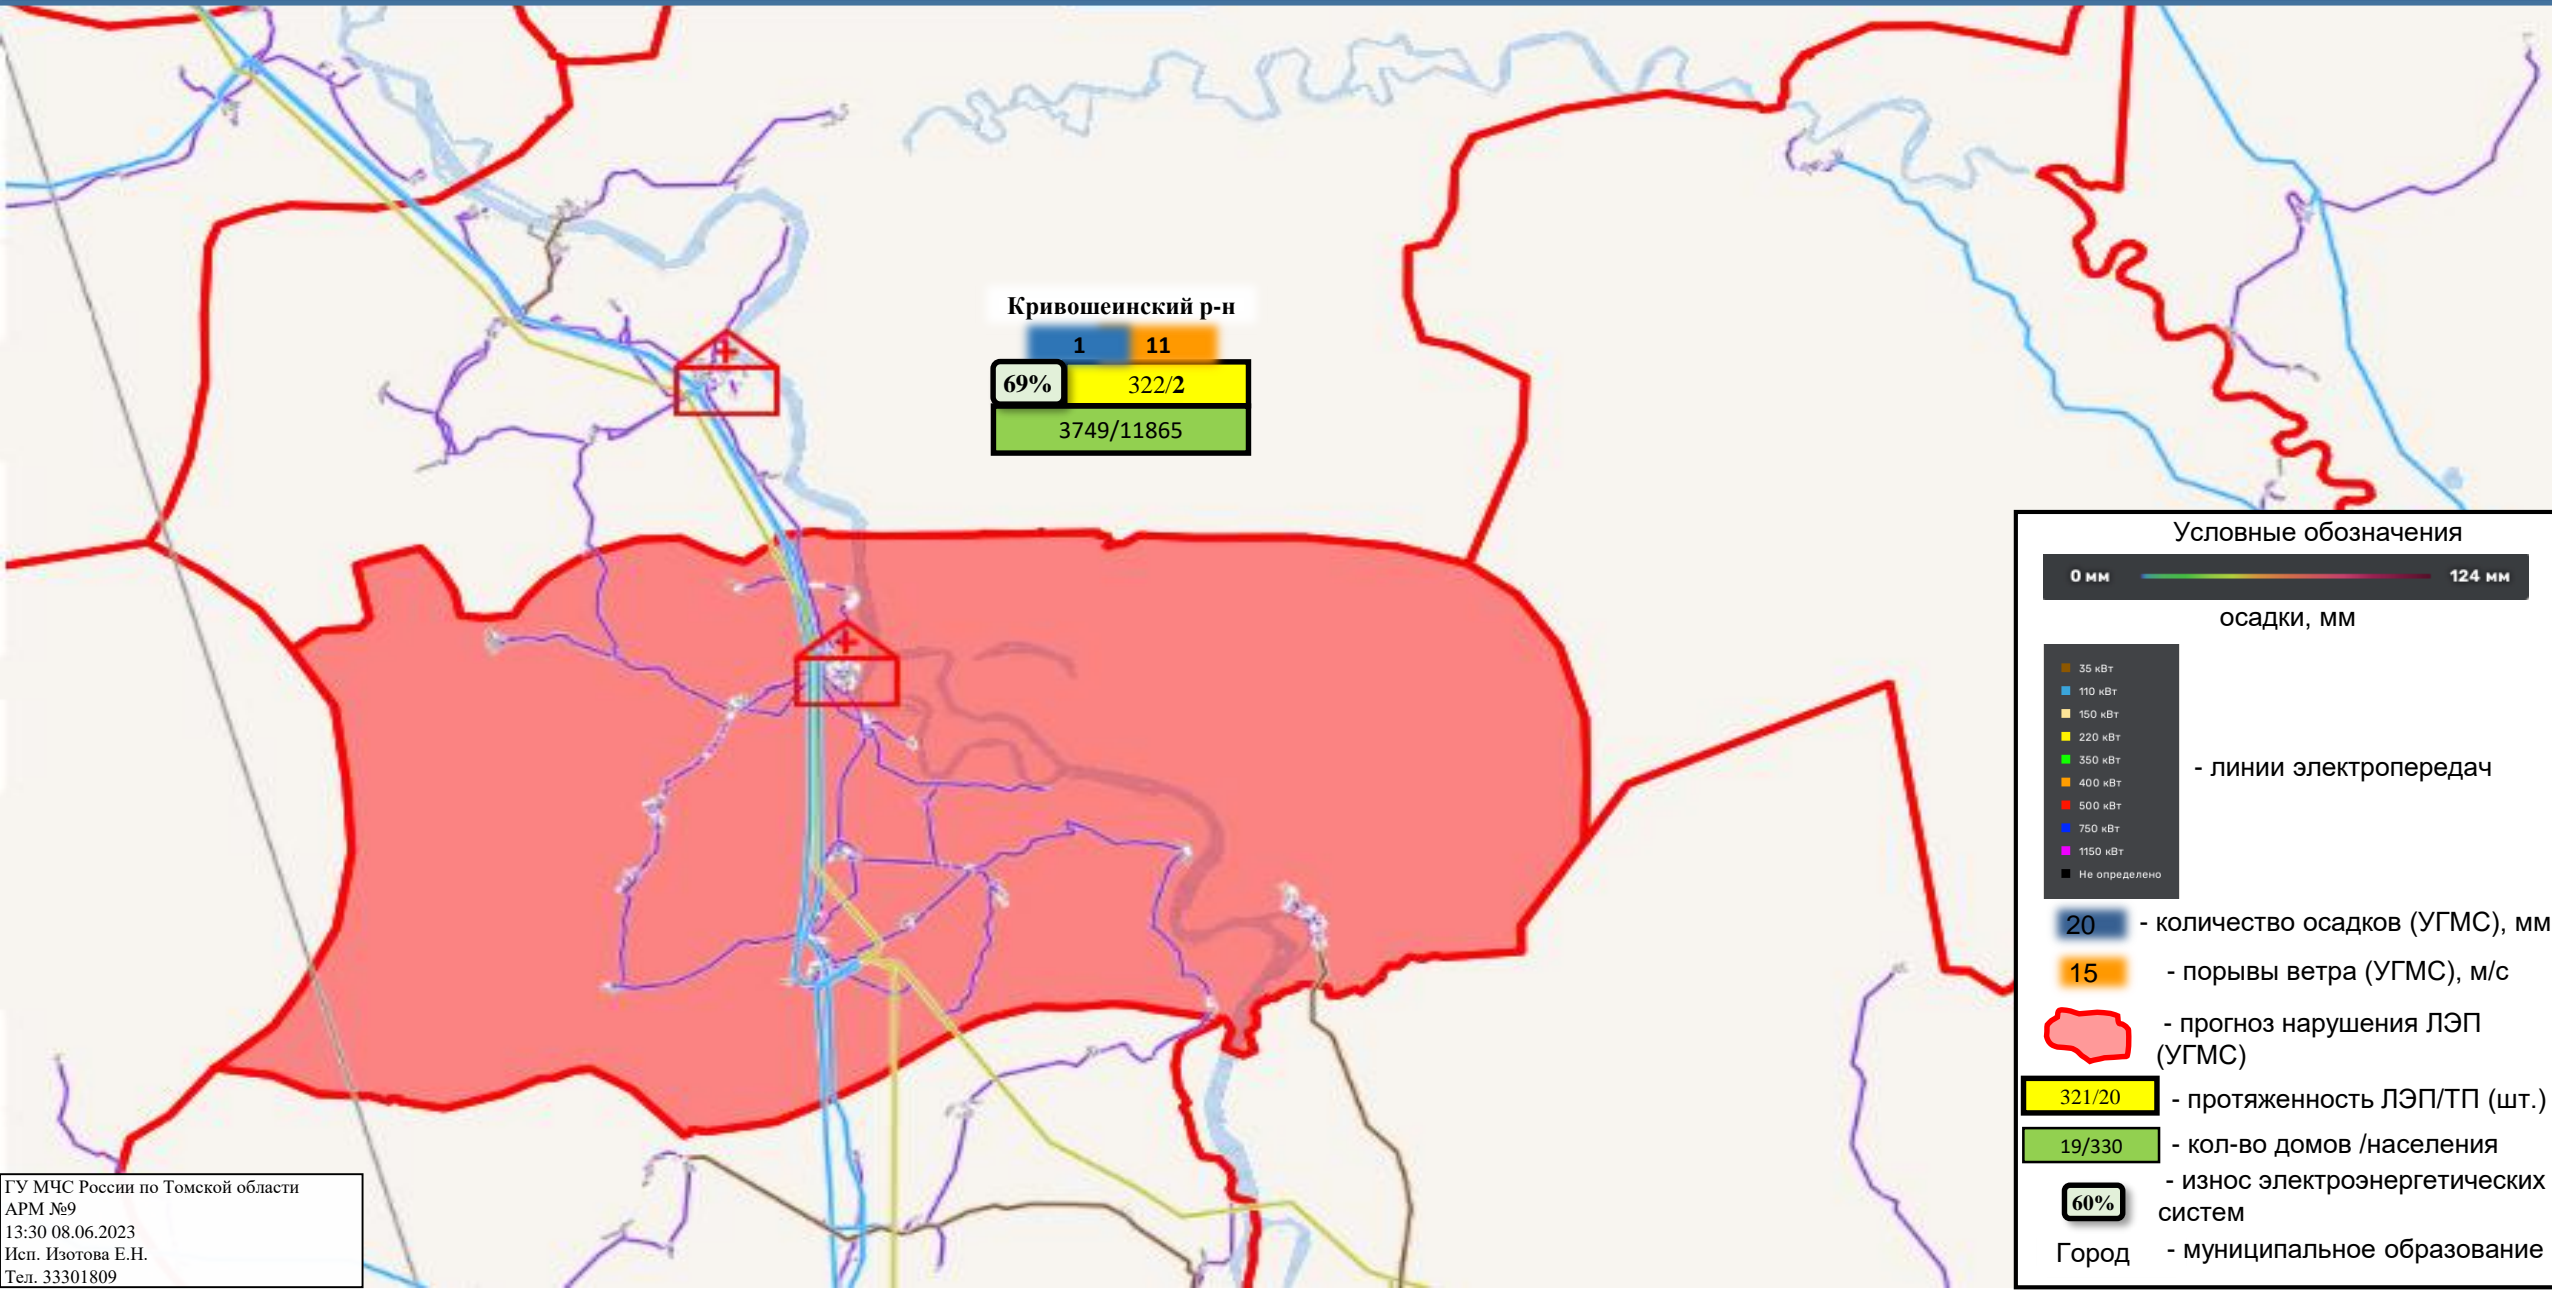 Кривошеинский р-н
1 11
69% 322/2
3749/11865
Условные обозначения
0 мм 124 мм
осадки, мм
35 кВт
110 кВт
150 кВт
220 кВт
350 кВт
400 кВт
500 кВт
750 кВт
1150 кВт
Не определено
- линии электропередач
20 - количество осадков (УГМС), мм
15 - порывы ветра (УГМС), м/с
- прогноз нарушения ЛЭП
(УГМС)
321/20 - протяженность ЛЭП/ТП (шт.)
19/330 - кол-во домов /населения
- износ электроэнергетических
60% систем
Город - муниципальное образование
ГУ МЧС России по Томской области
АРМ №9
13:30 08.06.2023
Исп. Изотова Е.Н.
Тел. 33301809